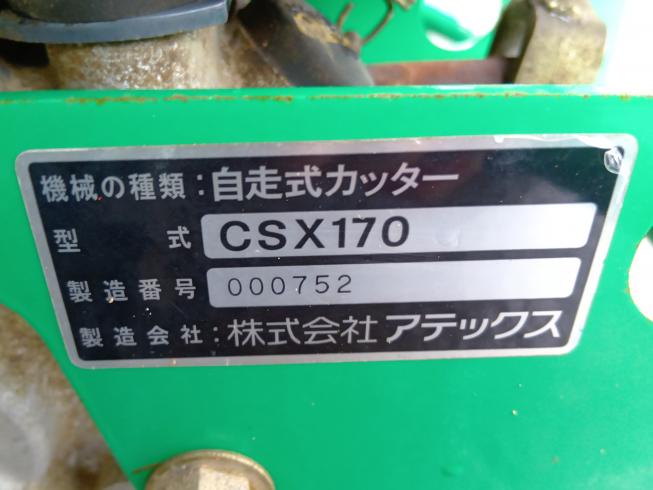 機械の種類：自走式カッター
型式 CSX170
製造番号 000752
製造会社：株式会社 アテックス